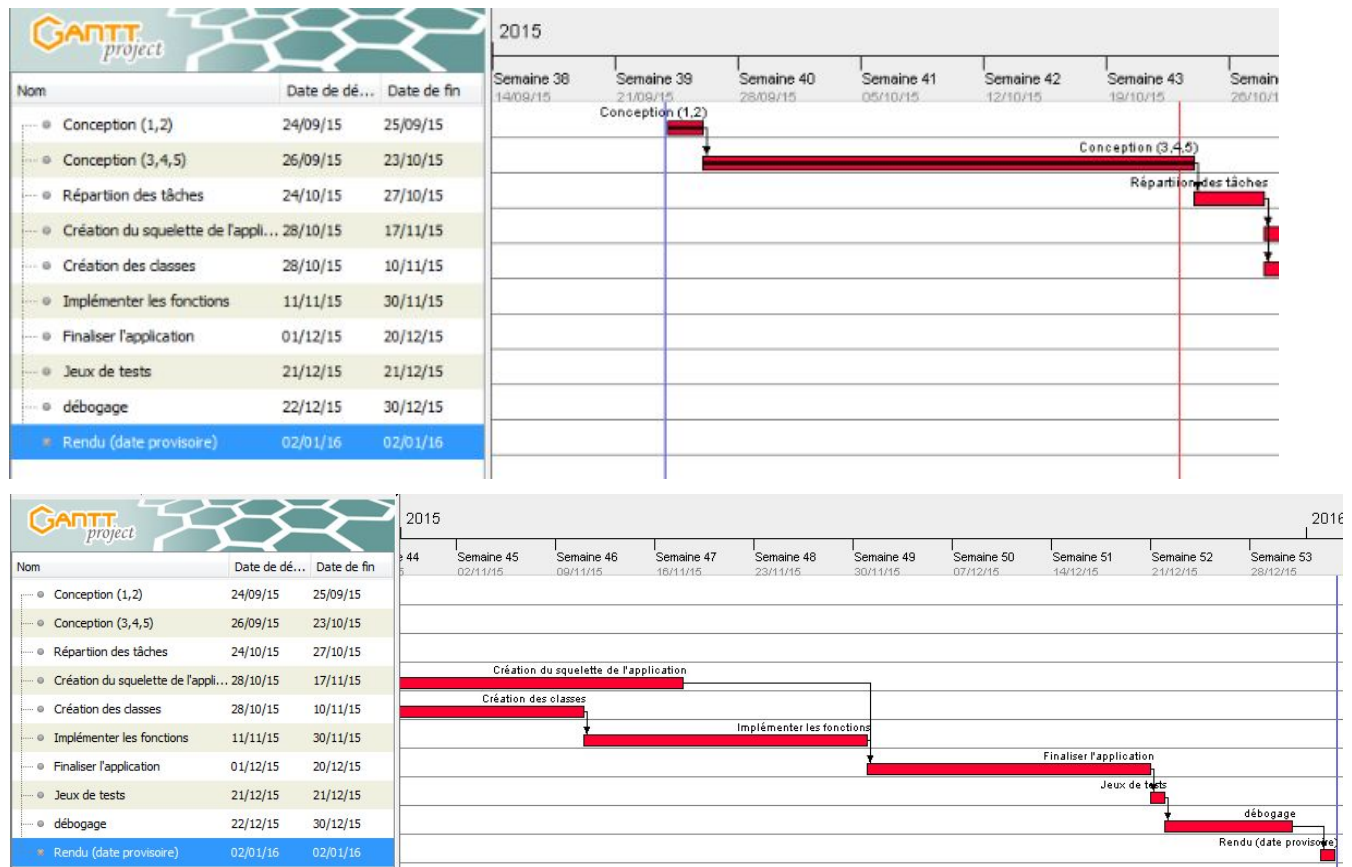 GANTT
project
2015
Nom Date de dé... Date de fin
Semaine 38 Semaine 39 Semaine 40 Semaine 41 Semaine 42 Semaine 43 Semain
14/09/15 21/09/15 28/09/15 05/10/15 12/10/15 19/10/15 26/10/1
Conception (1,2) 24/09/15 25/09/15
Conception (1,2)
Conception (3,4,5) 26/09/15 23/10/15
Conception (3,4,5)
Répartiion des tâches 24/10/15 27/10/15
Répartiion des tâches
Création du squelette de l'appli... 28/10/15 17/11/15
Création des classes 28/10/15 10/11/15
Implémenter les fonctions 11/11/15 30/11/15
Finaliser l'application 01/12/15 20/12/15
Jeux de tests 21/12/15 21/12/15
débogage 22/12/15 30/12/15
Rendu (date provisoire) 02/01/16 02/01/16
GANTT
project
2015 2016
Nom Date de dé... Date de fin
e 44 Semaine 45 Semaine 46 Semaine 47 Semaine 48 Semaine 49 Semaine 50 Semaine 51 Semaine 52 Semaine 53
5 02/11/15 09/11/15 16/11/15 23/11/15 30/11/15 07/12/15 14/12/15 21/12/15 28/12/15
Conception (1,2) 24/09/15 25/09/15
Conception (3,4,5) 26/09/15 23/10/15
Répartiion des tâches 24/10/15 27/10/15
Création du squelette de l'appli... 28/10/15 17/11/15
Création du squelette de l'application
Création des classes 28/10/15 10/11/15
Création des classes
Implémenter les fonctions 11/11/15 30/11/15
Implémenter les fonctions
Finaliser l'application 01/12/15 20/12/15
Finaliser l'application
Jeux de tests 21/12/15 21/12/15
Jeux de tests
débogage 22/12/15 30/12/15
débogage
Rendu (date provisoire) 02/01/16 02/01/16
Rendu (date provisoire)